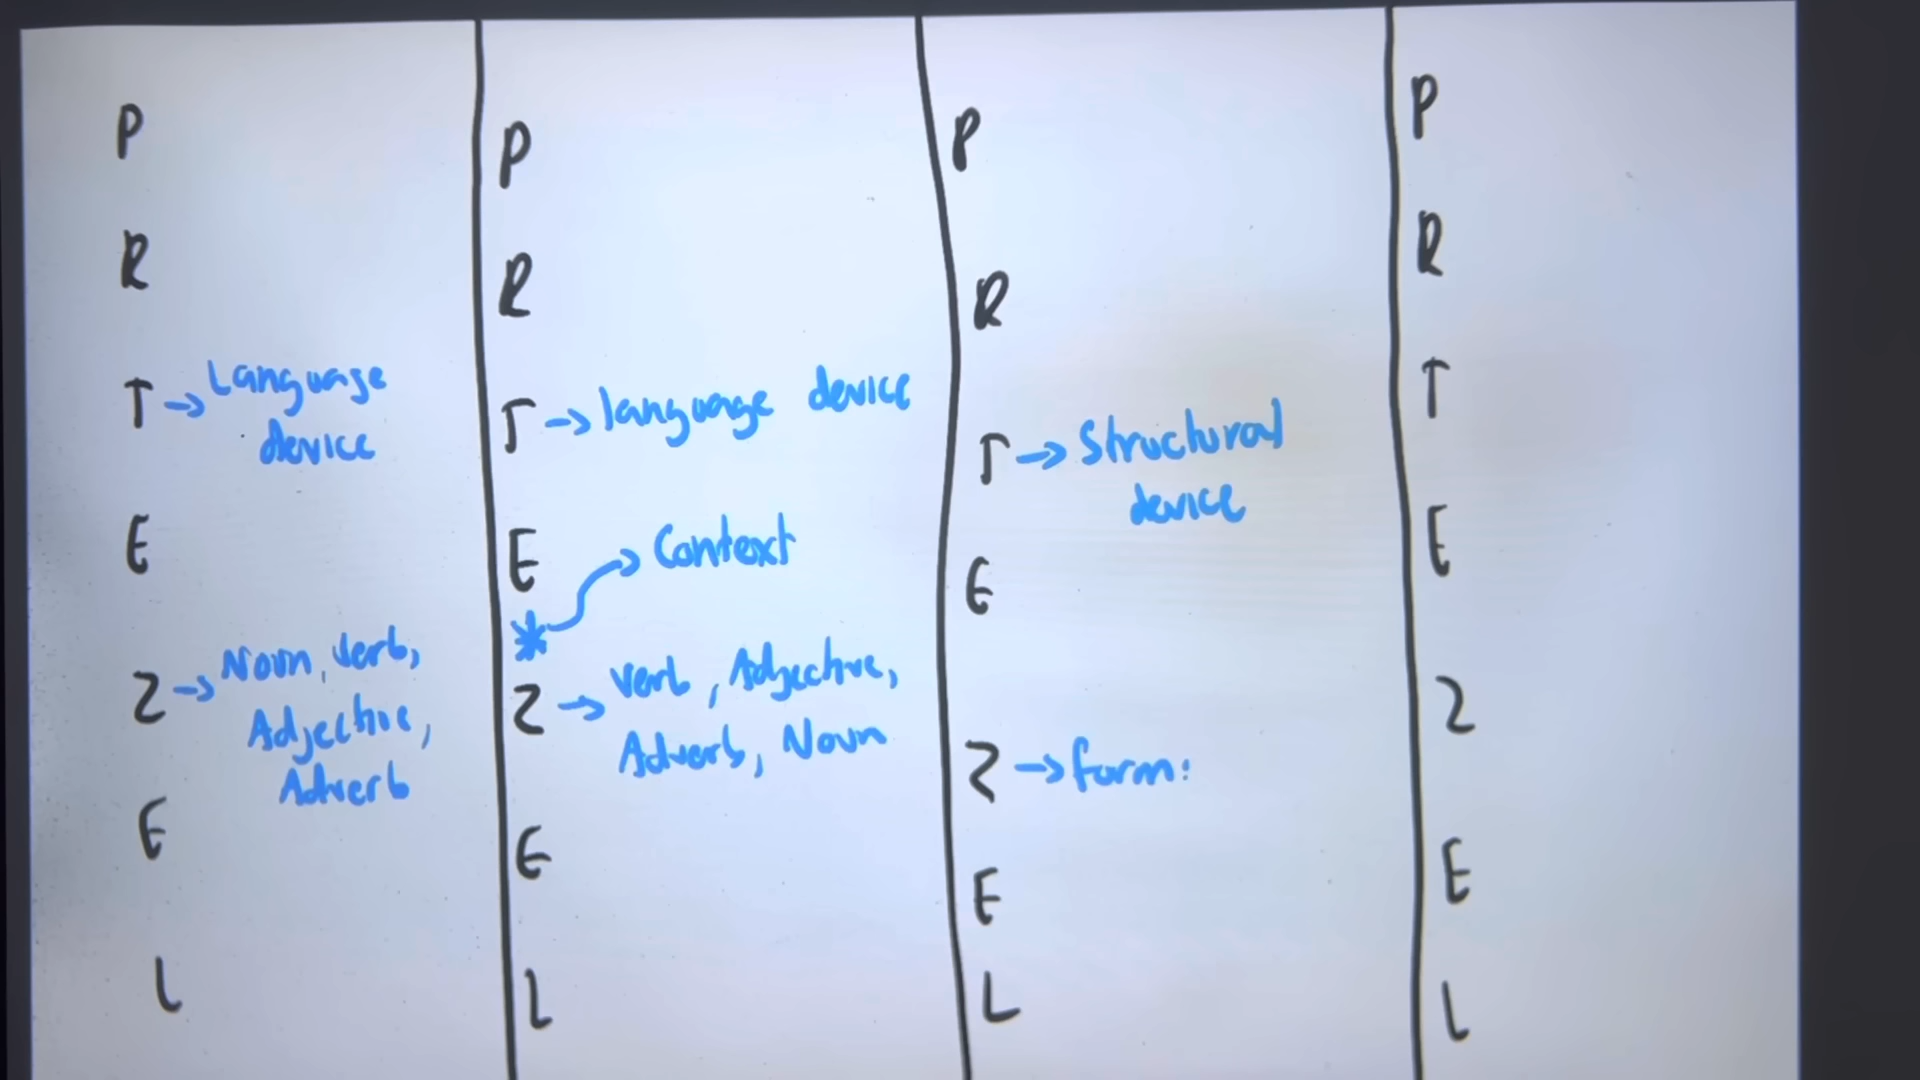 P
R
T → Language
device
E
Z → Noun, Verb,
Adjective,
Adverb
E
L
P
R
T → language device
E
* → Context
Z → Verb, Adjective,
Adverb, Noun
E
L
P
R
T → Structural
device
E
Z → form:
E
L
P
R
T
E
Z
E
L